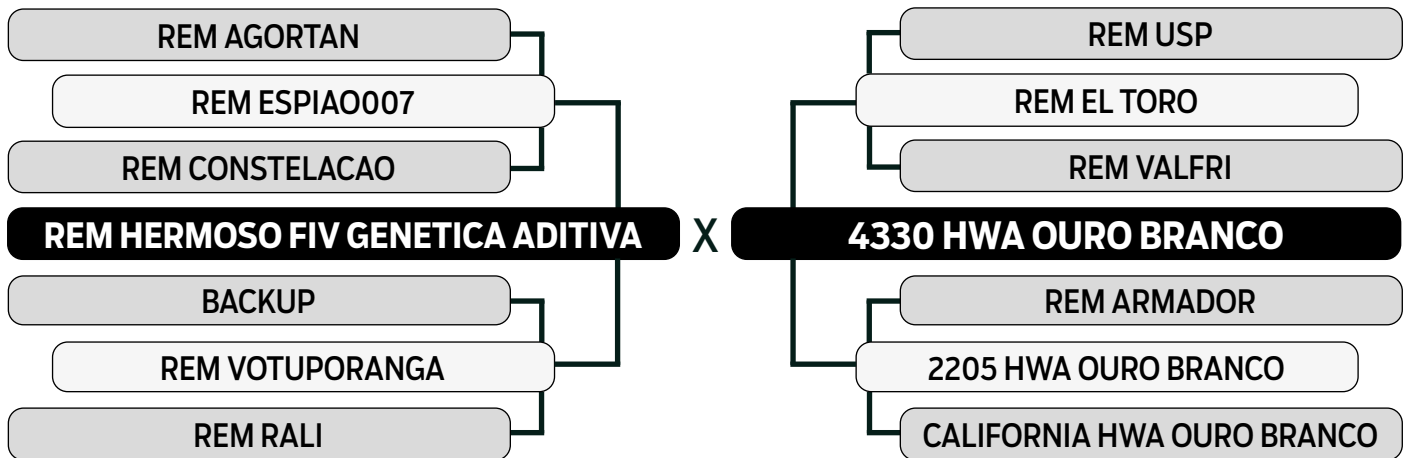 REM AGORTAN
REM USP
REM ESPIAO007
REM EL TORO
REM CONSTELACAO
REM VALFRI
REM HERMOSO FIV GENETICA ADITIVA X 4330 HWA OURO BRANCO
BACKUP
REM ARMADOR
REM VOTUPORANGA
2205 HWA OURO BRANCO
REM RALI
CALIFORNIA HWA OURO BRANCO